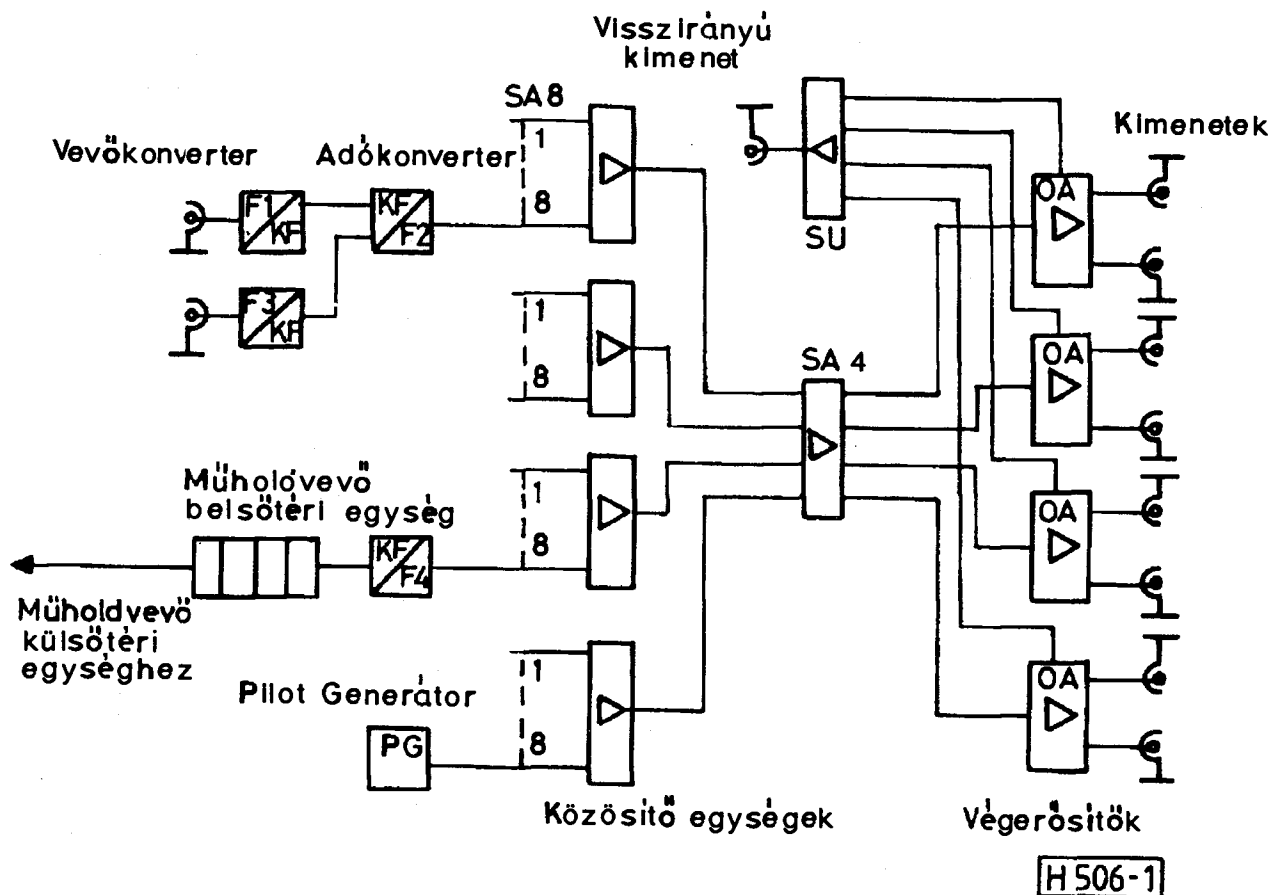 Visszirányú
kimenet
SA8
Vevőkonverter
Adókonverter
1
8
F1
KF
KF
F2
F3
KF
SU
OA
Kimenetek
1
8
SA 4
OA
Műholdvevő
belsőtéri egység
1
8
KF
F4
OA
Műholdvevő
külsőtéri
egységhez
Pilot Generátor
PG
1
8
OA
Közösítő egységek
Végerősítők
H 506-1